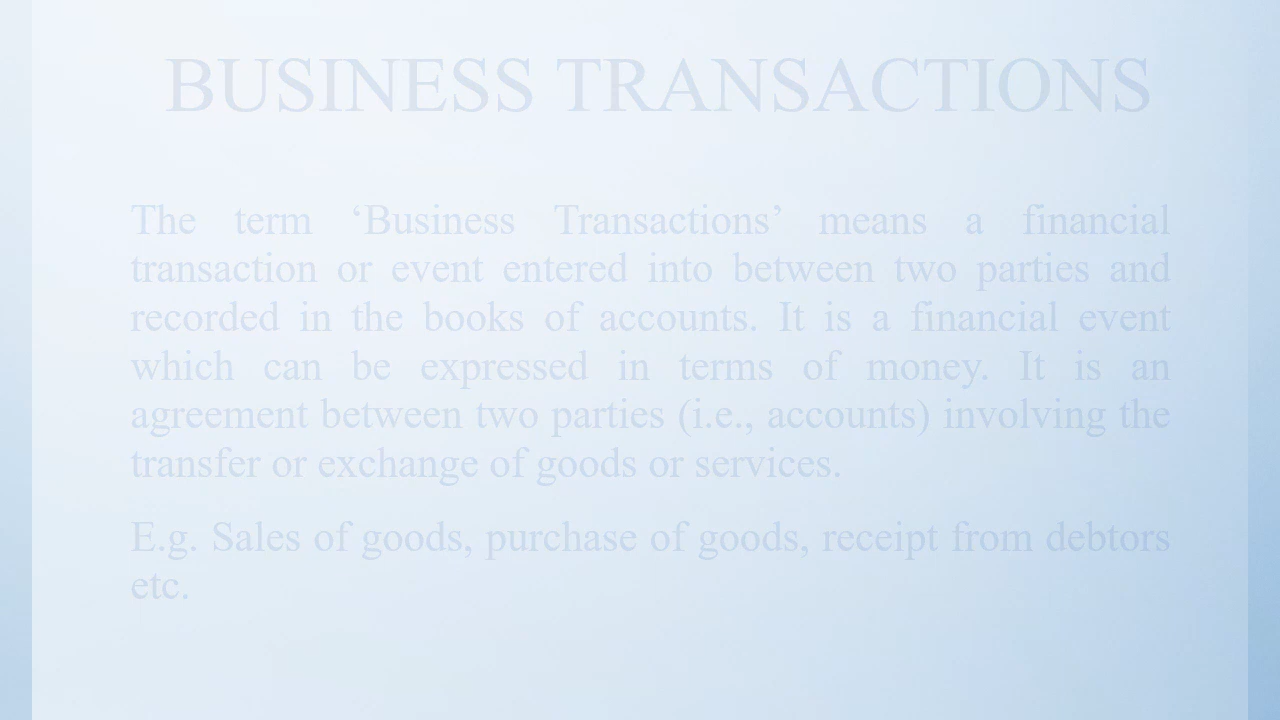 BUSINESS TRANSACTIONS
The term ‘Business Transactions’ means a financial
transaction or event entered into between two parties and
recorded in the books of accounts. It is a financial event
which can be expressed in terms of money. It is an
agreement between two parties (i.e., accounts) involving the
transfer or exchange of goods or services.
E.g. Sales of goods, purchase of goods, receipt from debtors
etc.